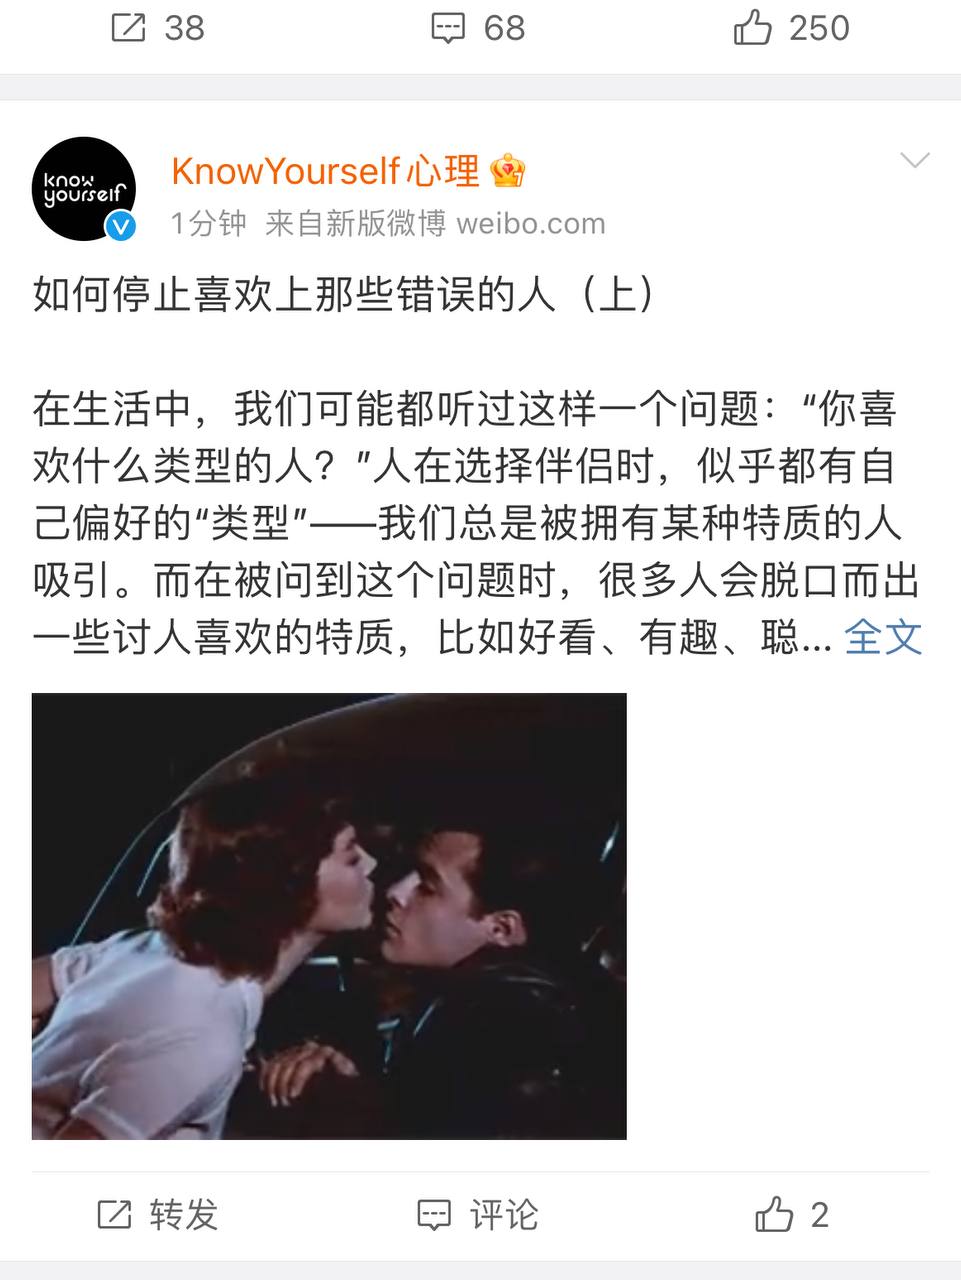 38 68 250
know
yourself
KnowYourself心理
1分钟 来自新版微博 weibo.com
如何停止喜欢上那些错误的人（上）
在生活中，我们可能都听过这样一个问题：“你喜
欢什么类型的人？”人在选择伴侣时，似乎都有自
己偏好的“类型”——我们总是被拥有某种特质的人
吸引。而在被问到这个问题时，很多人会脱口而出
一些讨人喜欢的特质，比如好看、有趣、聪... 全文
转发 评论 2